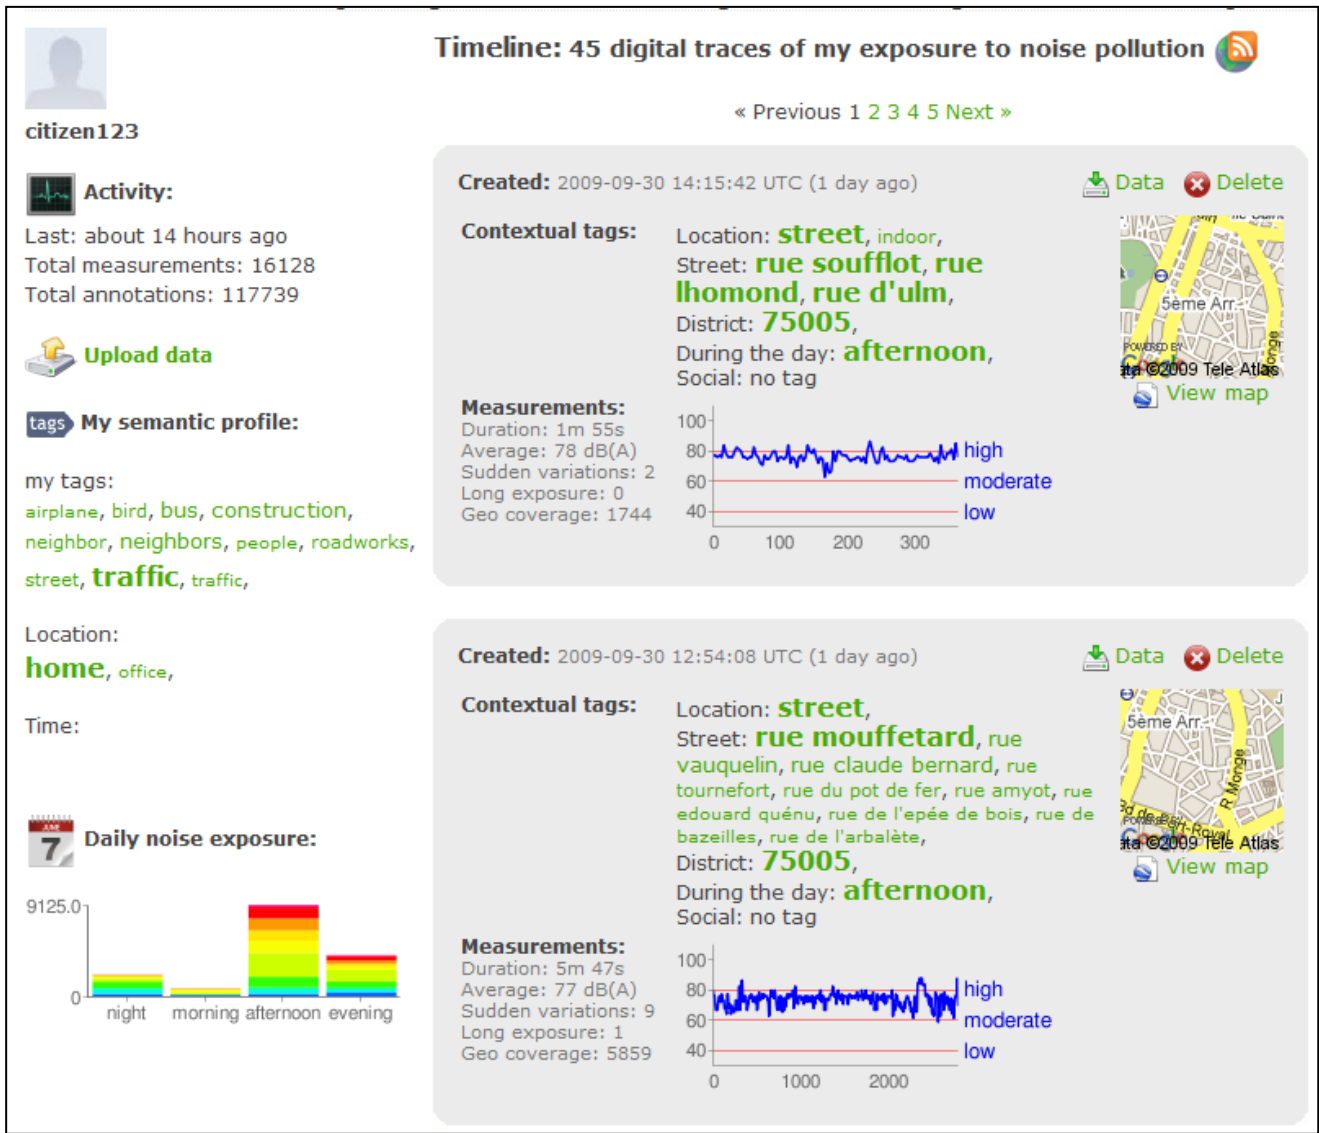 citizen123
Activity:
Last: about 14 hours ago
Total measurements: 16128
Total annotations: 117739
Upload data
tags My semantic profile:
my tags:
airplane, bird, bus, construction,
neighbor, neighbors, people, roadworks,
street, traffic, traffic,
Location:
home, office,
Time:
JUNE
7
Daily noise exposure:
9125.0
0
night morning afternoon evening
Timeline: 45 digital traces of my exposure to noise pollution
« Previous 1 2 3 4 5 Next »
Created: 2009-09-30 14:15:42 UTC (1 day ago)
Data Delete
Contextual tags:
Location: street, indoor,
Street: rue soufflot, rue
lhomond, rue d'ulm,
District: 75005,
During the day: afternoon,
Social: no tag
5ème Arr.
Monge
POWERED BY
©2009 Tele Atlas
View map
Measurements:
Duration: 1m 55s
Average: 78 dB(A)
Sudden variations: 2
Long exposure: 0
Geo coverage: 1744
100
80
60
40
high
moderate
low
0 100 200 300
Created: 2009-09-30 12:54:08 UTC (1 day ago)
Data Delete
Contextual tags:
Location: street,
Street: rue mouffetard, rue
vauquelin, rue claude bernard, rue
tournefort, rue du pot de fer, rue amyot, rue
edouard quénu, rue de l'epée de bois, rue de
bazeilles, rue de l'arbalète,
District: 75005,
During the day: afternoon,
Social: no tag
5ème Arr.
R Monge
©2009 Tele Atlas
View map
Measurements:
Duration: 5m 47s
Average: 77 dB(A)
Sudden variations: 9
Long exposure: 1
Geo coverage: 5859
100
80
60
40
high
moderate
low
0 1000 2000